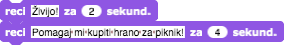 reci Živijo! za 2 sekund.
reci Pomagaj mi kupiti hrano za piknik! za 4 sekund.